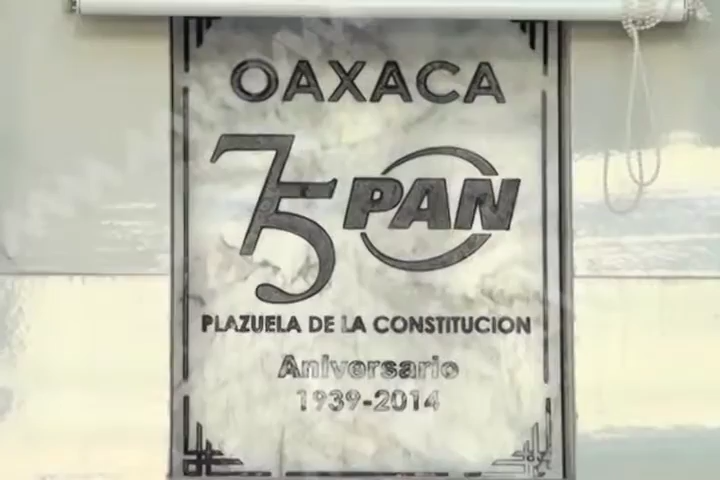 OAXACA
75 PAN
PLAZUELA DE LA CONSTITUCION
Aniversario
1939-2014